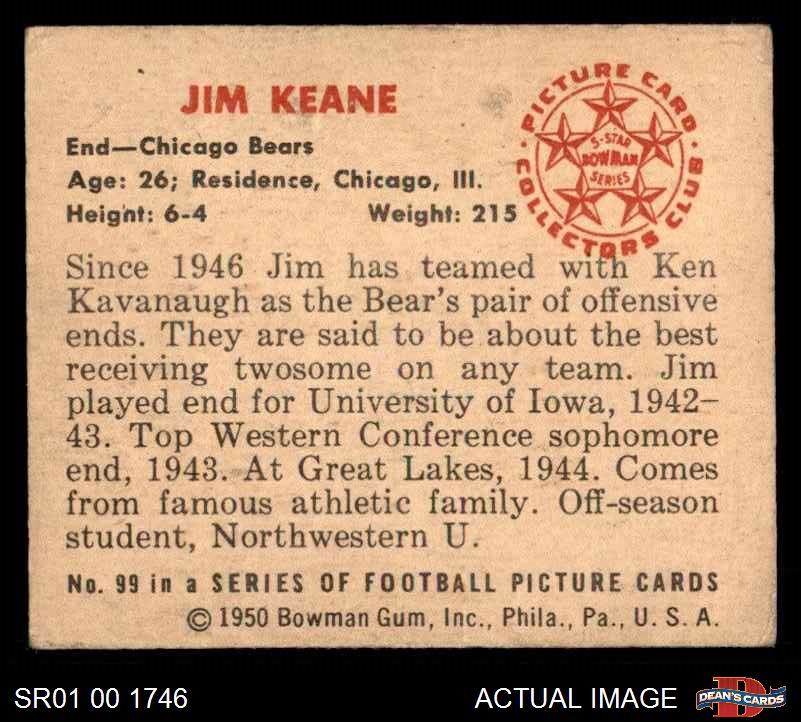 JIM KEANE
PICTURE CARD
COLLECTORS CLUB
5-STAR
BOWMAN
SERIES
End—Chicago Bears
Age: 26; Residence, Chicago, Ill.
Height: 6-4 Weight: 215
Since 1946 Jim has teamed with Ken
Kavanaugh as the Bear's pair of offensive
ends. They are said to be about the best
receiving twosome on any team. Jim
played end for University of Iowa, 1942–
43. Top Western Conference sophomore
end, 1943. At Great Lakes, 1944. Comes
from famous athletic family. Off-season
student, Northwestern U.
No. 99 in a SERIES OF FOOTBALL PICTURE CARDS
© 1950 Bowman Gum, Inc., Phila., Pa., U. S. A.
SR01 00 1746 ACTUAL IMAGE D DEAN'S CARDS